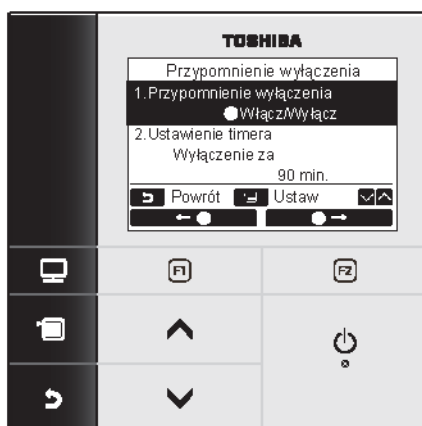 TOSHIBA
Przypomnienie wyłączenia
1.Przypomnienie wyłączenia
Włącz/Wyłącz
2.Ustawienie timera
Wyłączenie za
90 min.
Powrót Ustaw
F1 F2